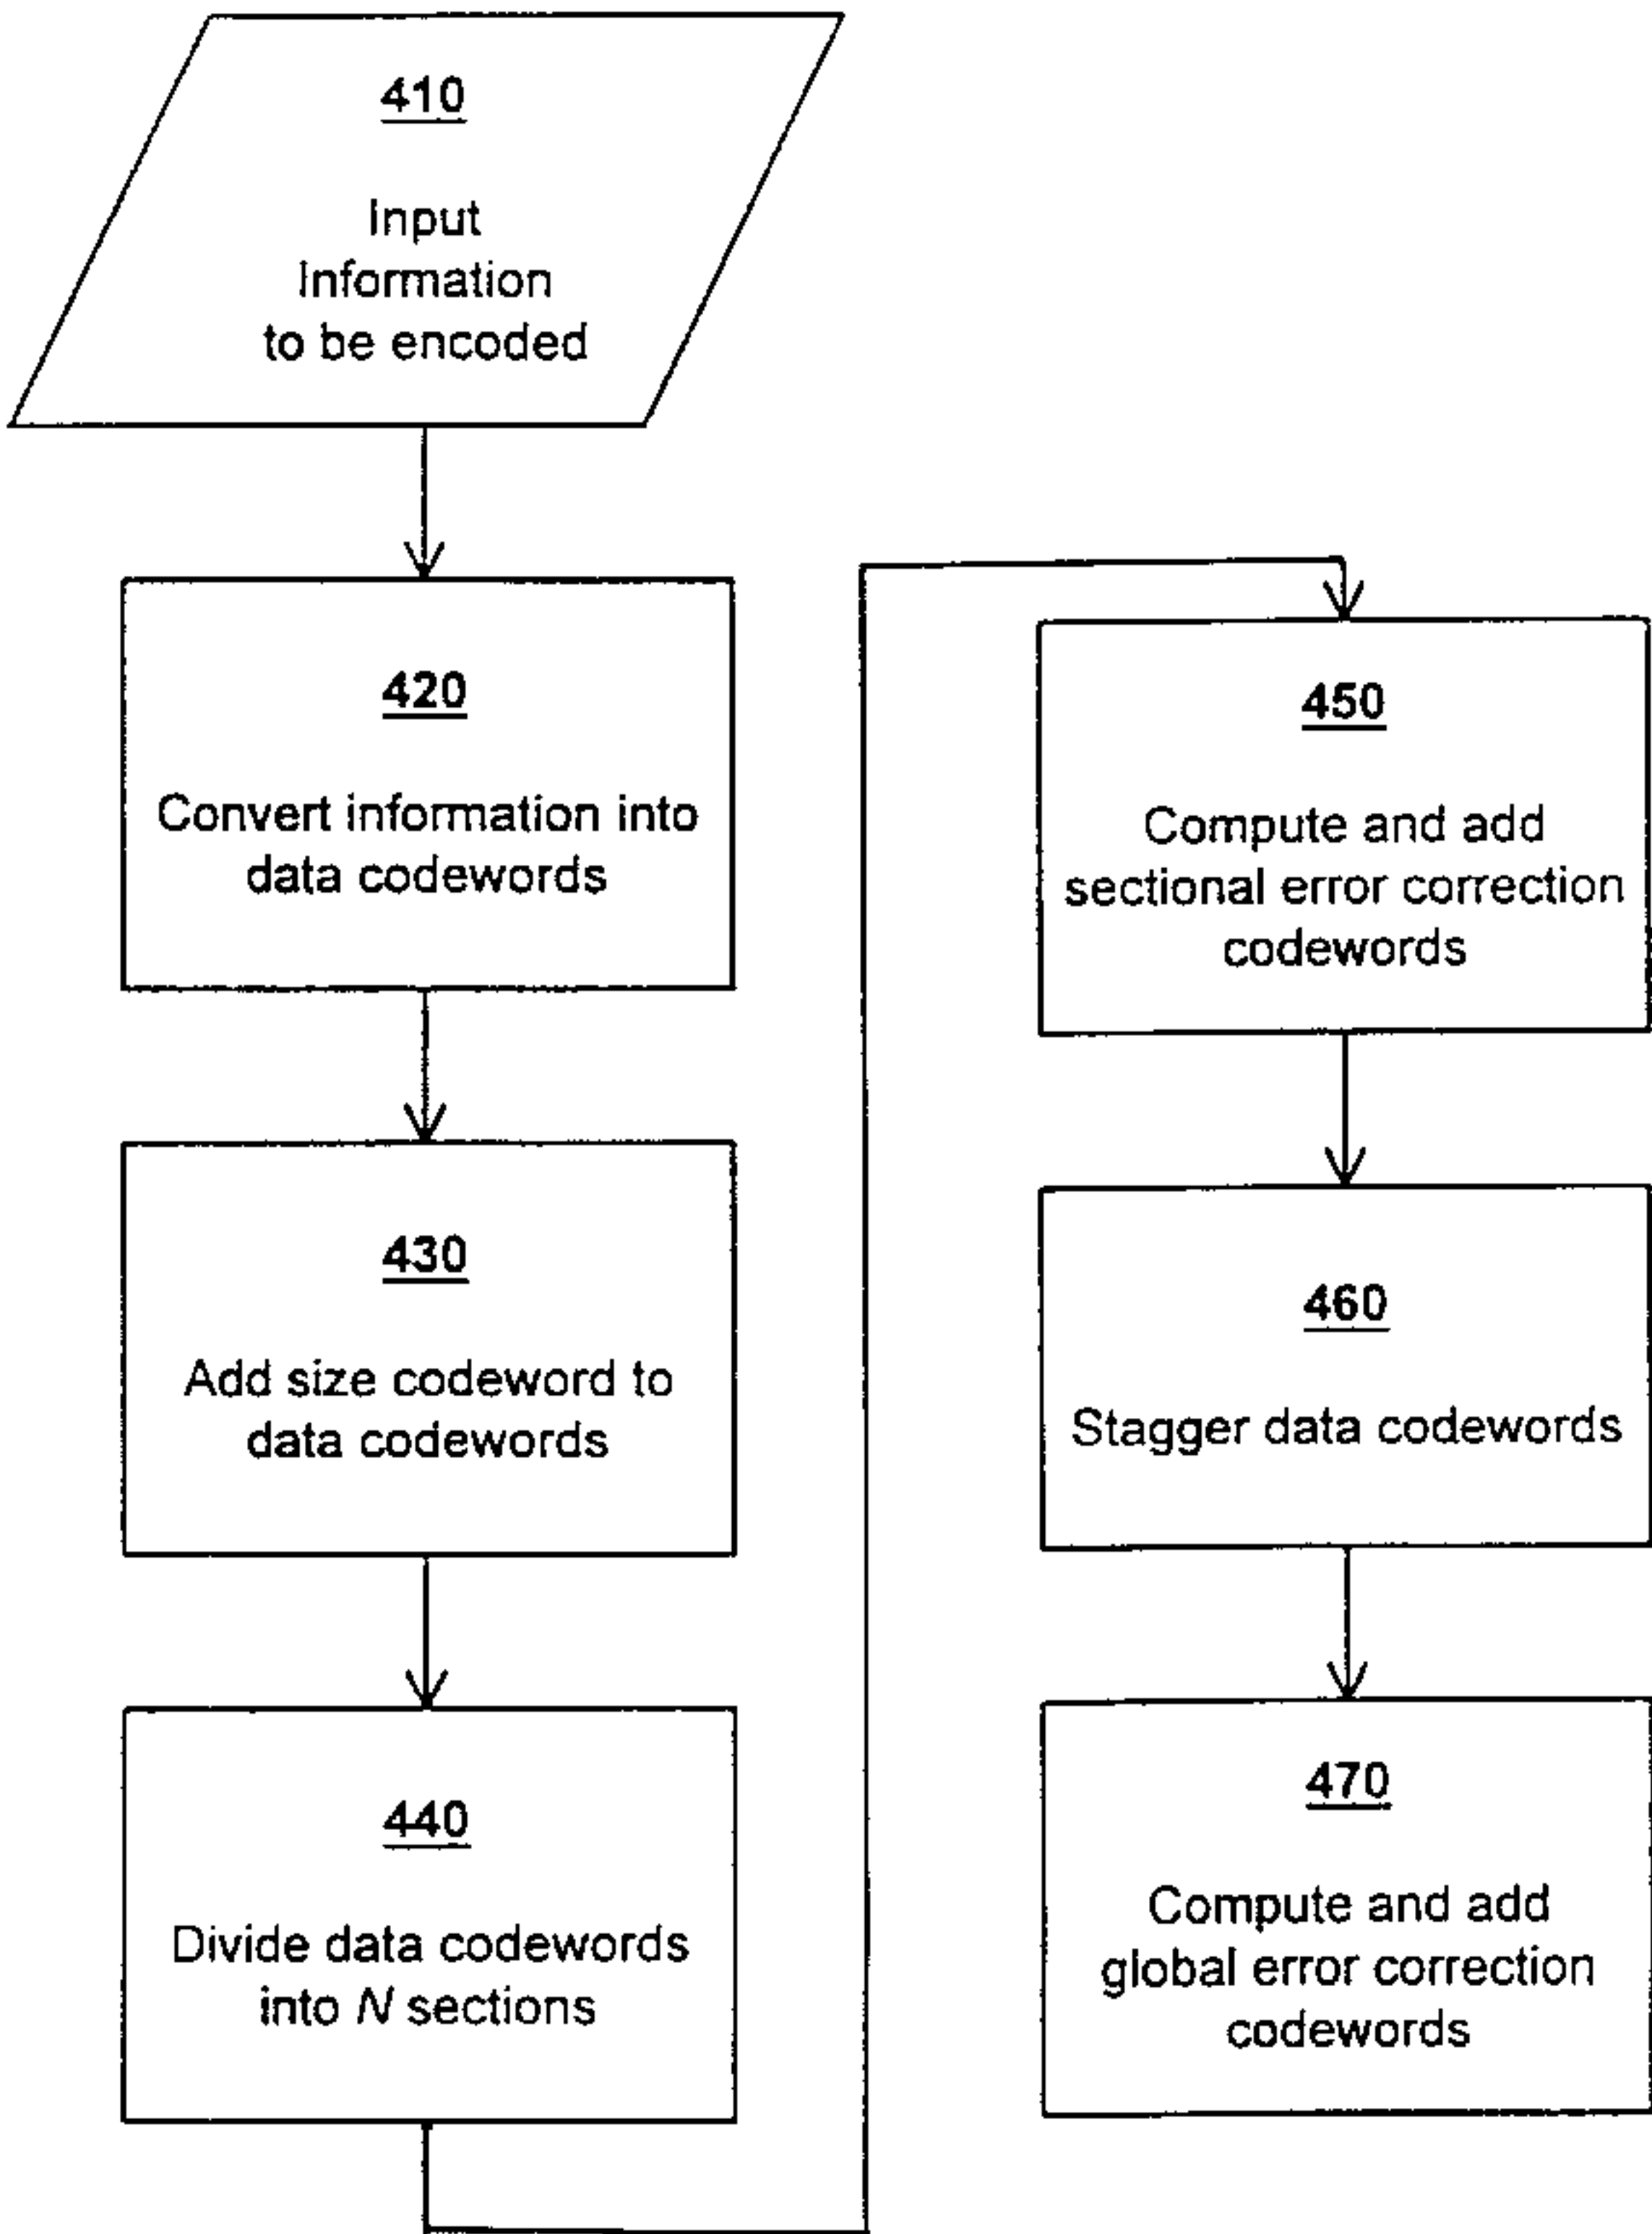 410
Input
Information
to be encoded
420
Convert information into
data codewords
430
Add size codeword to
data codewords
440
Divide data codewords
into N sections
450
Compute and add
sectional error correction
codewords
460
Stagger data codewords
470
Compute and add
global error correction
codewords